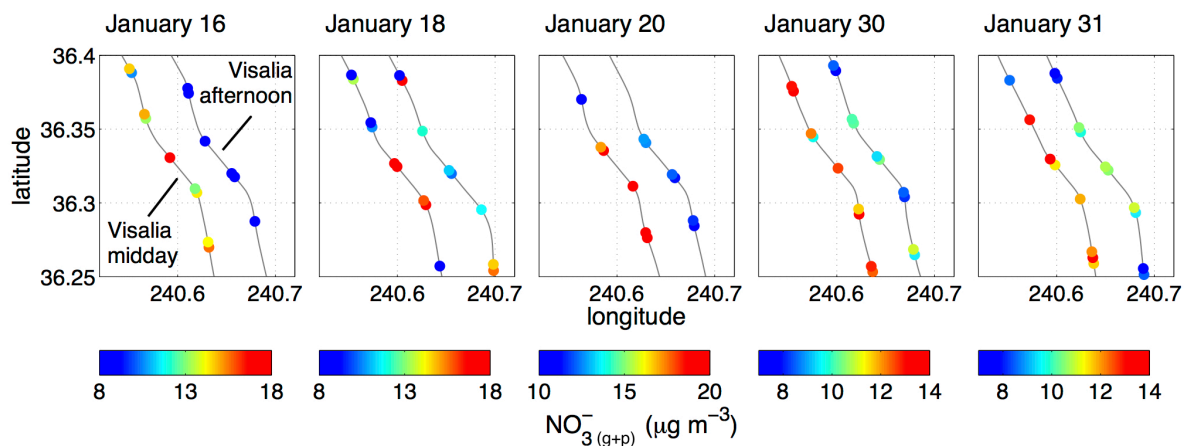 January 16 January 18 January 20 January 30 January 31
latitude
36.4
36.35
36.3
36.25
Visalia
afternoon
Visalia
midday
240.6 240.7 240.6 240.7 240.6 240.7 240.6 240.7 240.6 240.7
longitude
8 13 18 8 13 18 10 15 20 8 10 12 14 8 10 12 14
NO₃⁻ (g+p) (μg m⁻³)